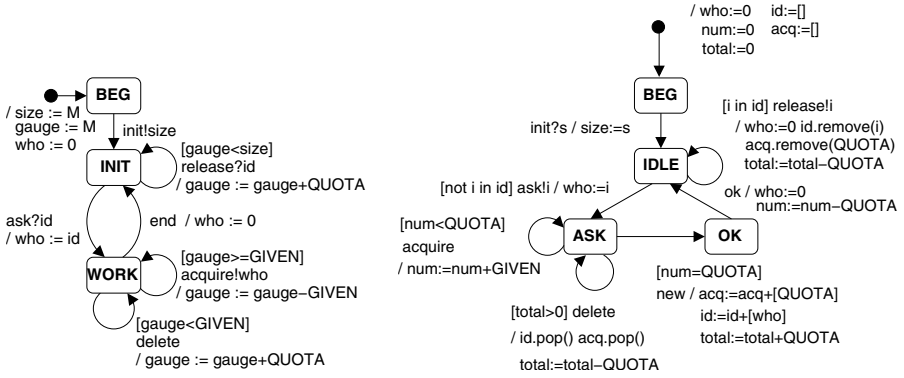 BEG
/ size := M
gauge := M
who := 0
init!size
INIT
[gauge<size]
release?id
/ gauge := gauge+QUOTA
ask?id
/ who := id
end / who := 0
WORK
[gauge>=GIVEN]
acquire!who
/ gauge := gauge−GIVEN
[gauge<GIVEN]
delete
/ gauge := gauge+QUOTA
/ who:=0 id:=[]
num:=0 acq:=[]
total:=0
BEG
init?s / size:=s
[i in id] release!i
/ who:=0 id.remove(i)
acq.remove(QUOTA)
total:=total−QUOTA
IDLE
[not i in id] ask!i / who:=i
ok / who:=0
num:=num−QUOTA
[num<QUOTA]
acquire
/ num:=num+GIVEN
ASK
OK
[total>0] delete
/ id.pop() acq.pop()
total:=total−QUOTA
[num=QUOTA]
new / acq:=acq+[QUOTA]
id:=id+[who]
total:=total+QUOTA